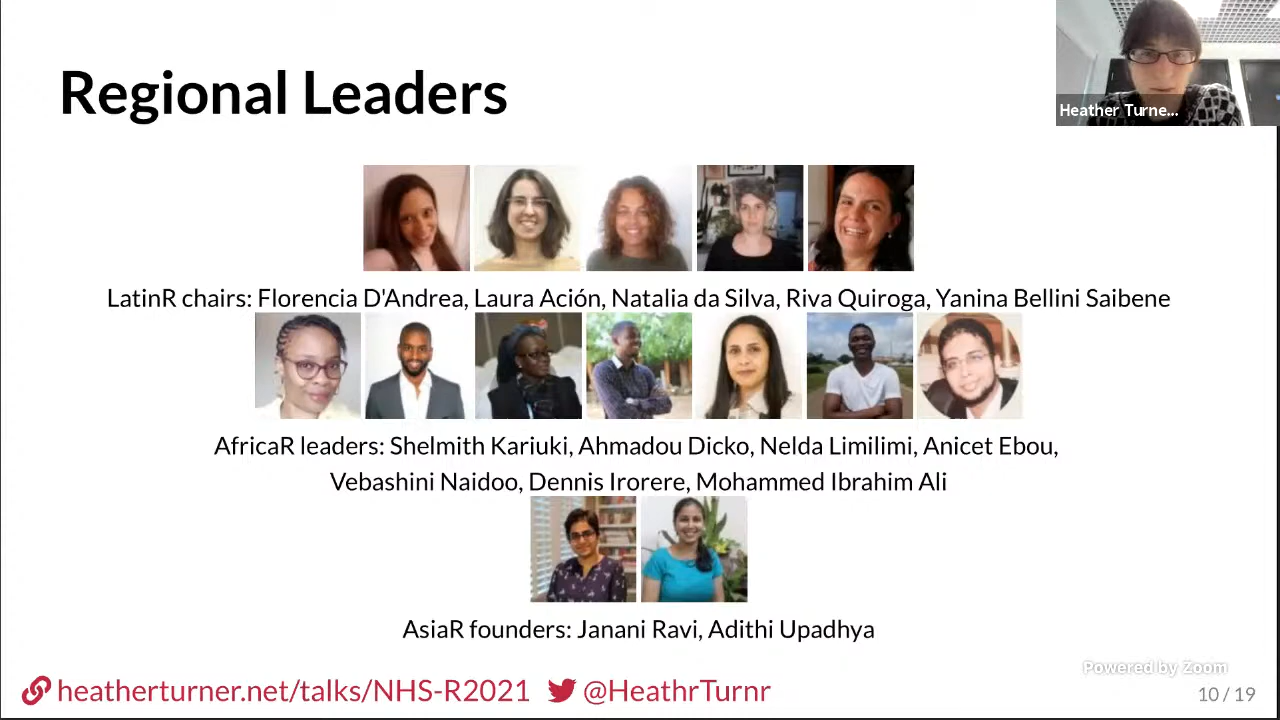 Regional Leaders
Heather Turne...
LatinR chairs: Florencia D'Andrea, Laura Ación, Natalia da Silva, Riva Quiroga, Yanina Bellini Saibene
AfricaR leaders: Shelmith Kariuki, Ahmadou Dicko, Nelda Limilimi, Anicet Ebou,
Vebashini Naidoo, Dennis Irorere, Mohammed Ibrahim Ali
AsiaR founders: Janani Ravi, Adithi Upadhya
Powered by Zoom
heatherturner.net/talks/NHS-R2021 @HeathrTurnr
10 / 19